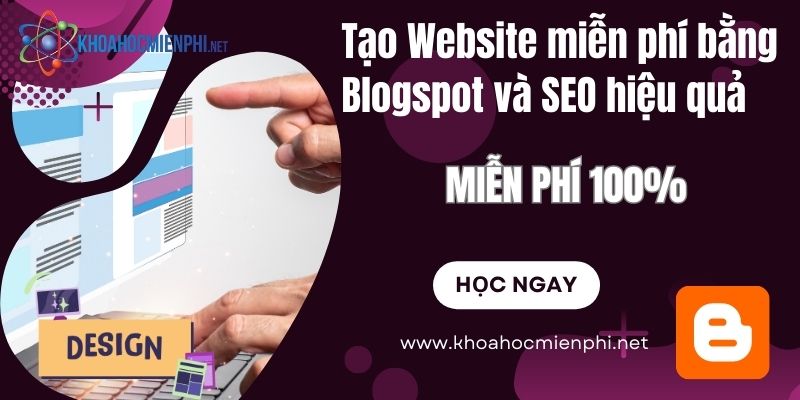 KHOAHOCMIENPHI.NET
Tạo Website miễn phí bằng
Blogspot và SEO hiệu quả
MIỄN PHÍ 100%
HỌC NGAY
www.khoahocmienphi.net
DESIGN